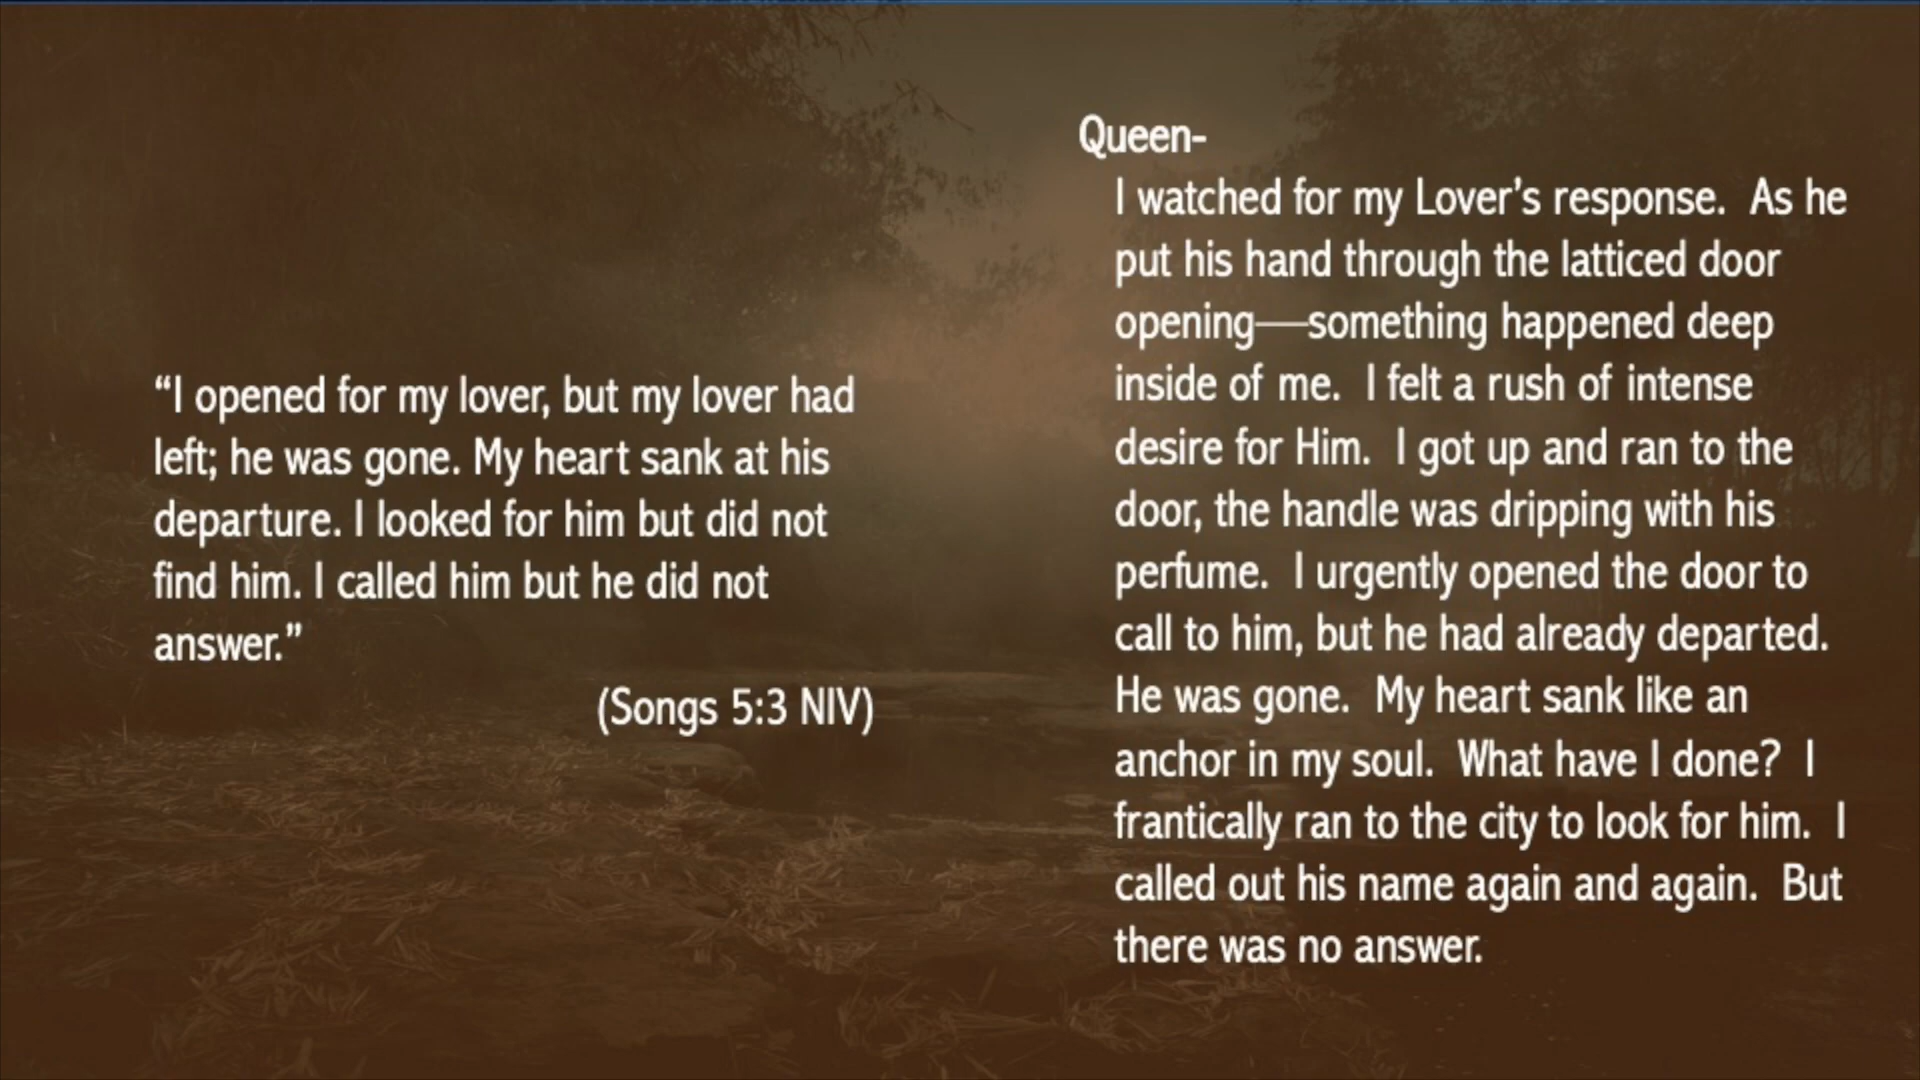 “I opened for my lover, but my lover had
left; he was gone. My heart sank at his
departure. I looked for him but did not
find him. I called him but he did not
answer.”
(Songs 5:3 NIV)
Queen-
I watched for my Lover’s response.  As he
put his hand through the latticed door
opening—something happened deep
inside of me.  I felt a rush of intense
desire for Him.  I got up and ran to the
door, the handle was dripping with his
perfume.  I urgently opened the door to
call to him, but he had already departed.
He was gone.  My heart sank like an
anchor in my soul.  What have I done?  I
frantically ran to the city to look for him.  I
called out his name again and again.  But
there was no answer.